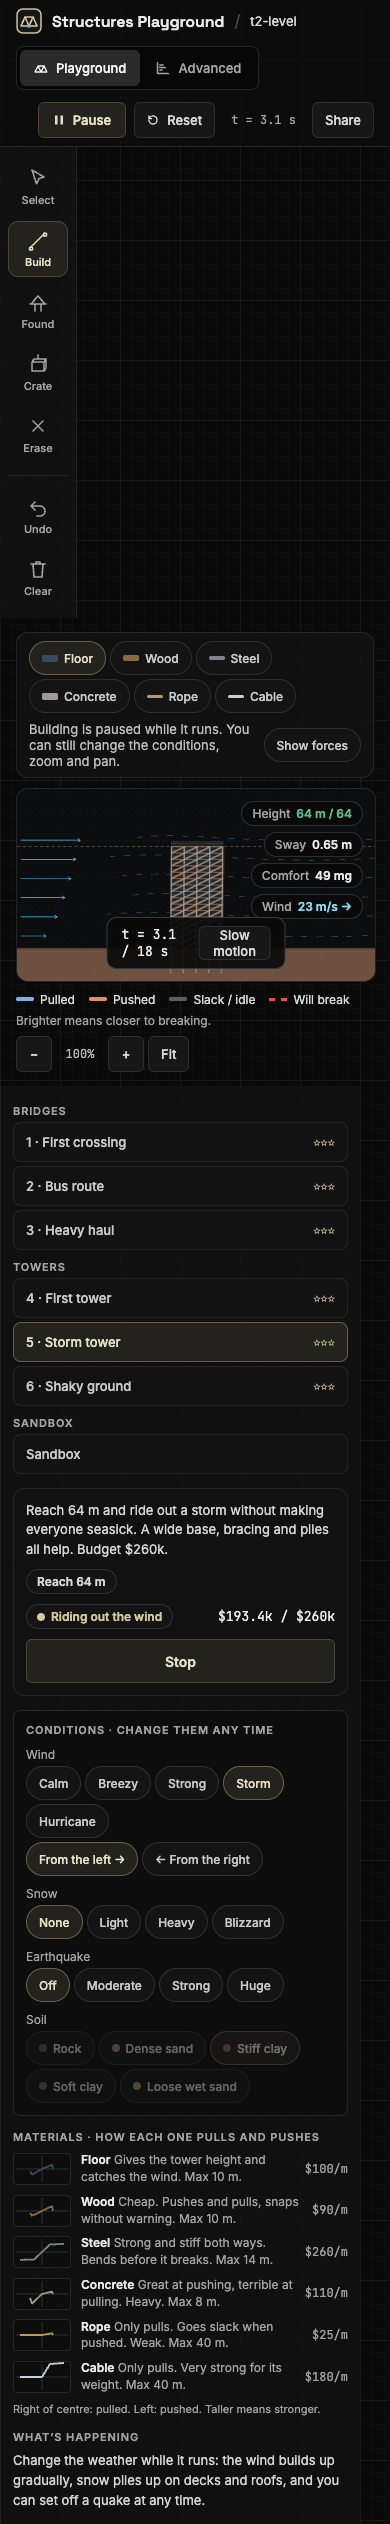 Structures Playground / t2-level
Playground Advanced
Pause Reset t = 3.1 s Share
Select
Build
Found
Crate
Erase
Undo
Clear
Floor Wood Steel
Concrete Rope Cable
Building is paused while it runs. You
can still change the conditions,
zoom and pan.
Show forces
Height 64 m / 64
Sway 0.65 m
Comfort 49 mg
Wind 23 m/s →
t = 3.1
/ 18 s
Slow
motion
Pulled Pushed Slack / idle Will break
Brighter means closer to breaking.
− 100% + Fit
BRIDGES
1 · First crossing ☆☆☆
2 · Bus route ☆☆☆
3 · Heavy haul ☆☆☆
TOWERS
4 · First tower ☆☆☆
5 · Storm tower ☆☆☆
6 · Shaky ground ☆☆☆
SANDBOX
Sandbox
Reach 64 m and ride out a storm without making
everyone seasick. A wide base, bracing and piles
all help. Budget $260k.
Reach 64 m
Riding out the wind $193.4k / $260k
Stop
CONDITIONS · CHANGE THEM ANY TIME
Wind
Calm Breezy Strong Storm
Hurricane
From the left → ← From the right
Snow
None Light Heavy Blizzard
Earthquake
Off Moderate Strong Huge
Soil
Rock Dense sand Stiff clay
Soft clay Loose wet sand
MATERIALS · HOW EACH ONE PULLS AND PUSHES
Floor Gives the tower height and
catches the wind. Max 10 m.
$100/m
Wood Cheap. Pushes and pulls, snaps
without warning. Max 10 m.
$90/m
Steel Strong and stiff both ways.
Bends before it breaks. Max 14 m.
$260/m
Concrete Great at pushing, terrible at
pulling. Heavy. Max 8 m.
$110/m
Rope Only pulls. Goes slack when
pushed. Weak. Max 40 m.
$25/m
Cable Only pulls. Very strong for its
weight. Max 40 m.
$180/m
Right of centre: pulled. Left: pushed. Taller means stronger.
WHAT'S HAPPENING
Change the weather while it runs: the wind builds up
gradually, snow piles up on decks and roofs, and you
can set off a quake at any time.